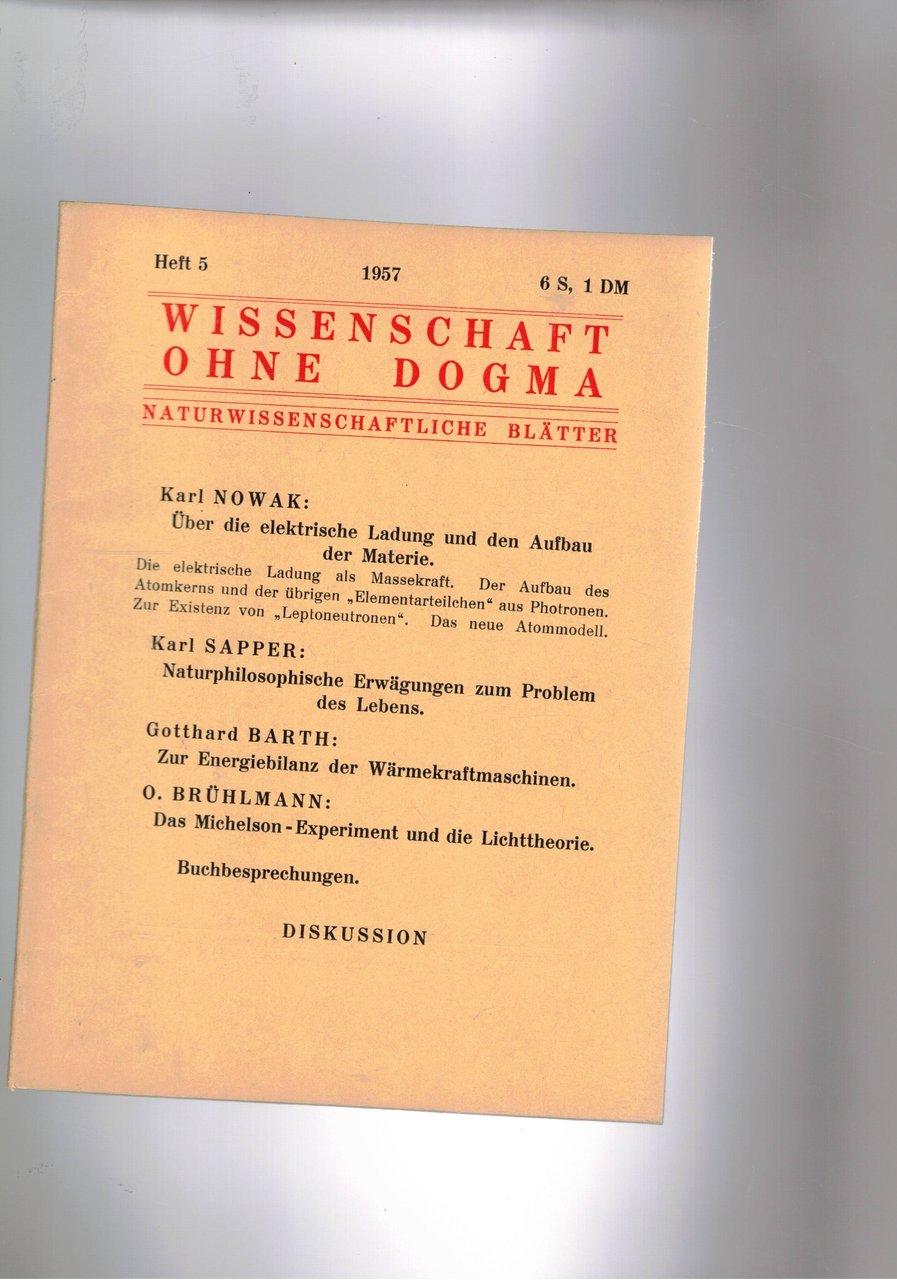 Heft 5
1957
6 S, 1 DM
WISSENSCHAFT
OHNE DOGMA
NATURWISSENSCHAFTLICHE BLÄTTER
Karl NOWAK:
Über die elektrische Ladung und den Aufbau
der Materie.
Die elektrische Ladung als Massekraft. Der Aufbau des
Atomkerns und der übrigen „Elementarteilchen“ aus Photronen.
Zur Existenz von „Leptoneutronen“. Das neue Atommodell.
Karl SAPPER:
Naturphilosophische Erwägungen zum Problem
des Lebens.
Gotthard BARTH:
Zur Energiebilanz der Wärmekraftmaschinen.
O. BRÜHLMANN:
Das Michelson-Experiment und die Lichttheorie.
Buchbesprechungen.
DISKUSSION